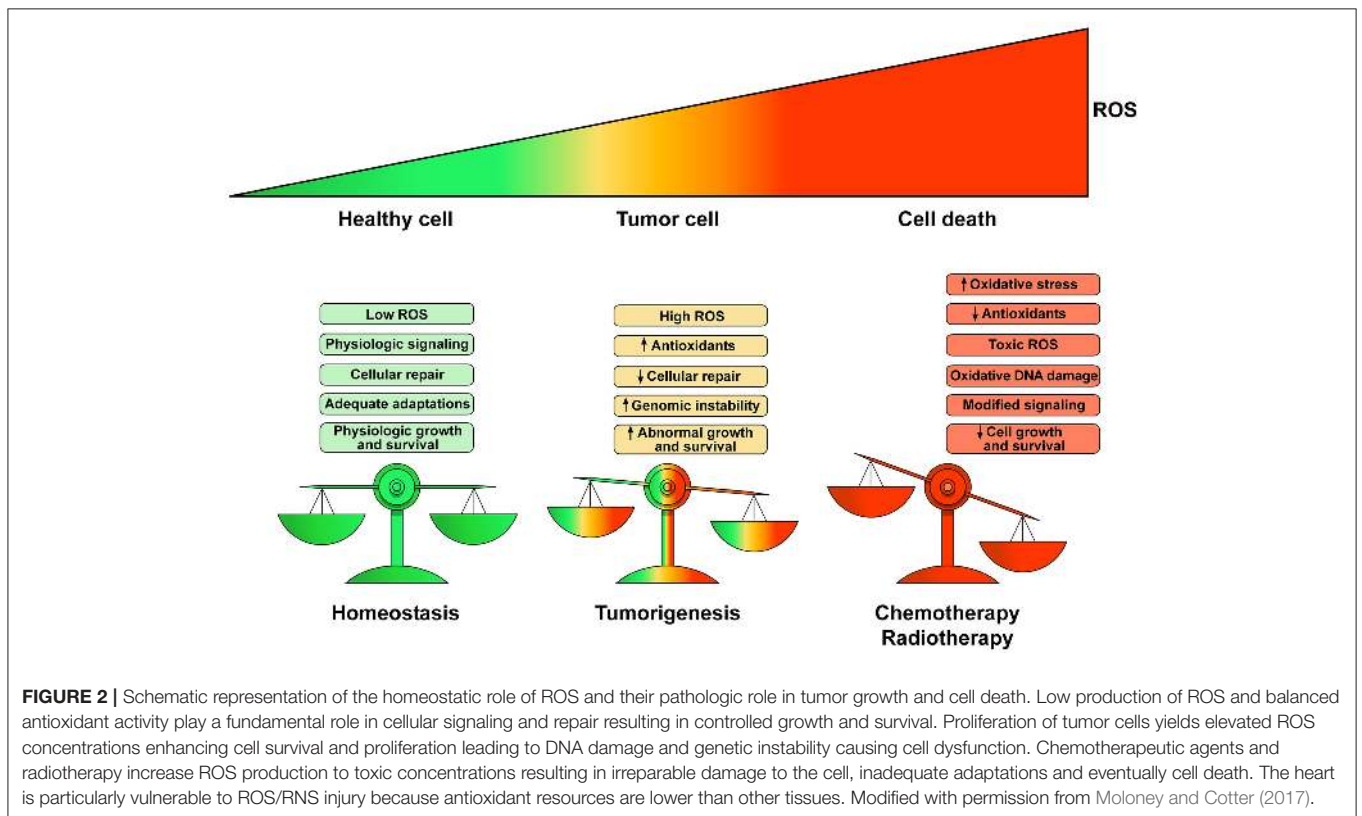 ROS
Healthy cell
Tumor cell
Cell death
Low ROS
Physiologic signaling
Cellular repair
Adequate adaptations
Physiologic growth
and survival
High ROS
↑ Antioxidants
↓ Cellular repair
↑ Genomic instability
↑ Abnormal growth
and survival
↑ Oxidative stress
↓ Antioxidants
Toxic ROS
Oxidative DNA damage
Modified signaling
↓ Cell growth
and survival
Homeostasis
Tumorigenesis
Chemotherapy
Radiotherapy
FIGURE 2 | Schematic representation of the homeostatic role of ROS and their pathologic role in tumor growth and cell death. Low production of ROS and balanced
antioxidant activity play a fundamental role in cellular signaling and repair resulting in controlled growth and survival. Proliferation of tumor cells yields elevated ROS
concentrations enhancing cell survival and proliferation leading to DNA damage and genetic instability causing cell dysfunction. Chemotherapeutic agents and
radiotherapy increase ROS production to toxic concentrations resulting in irreparable damage to the cell, inadequate adaptations and eventually cell death. The heart
is particularly vulnerable to ROS/RNS injury because antioxidant resources are lower than other tissues. Modified with permission from Moloney and Cotter (2017).